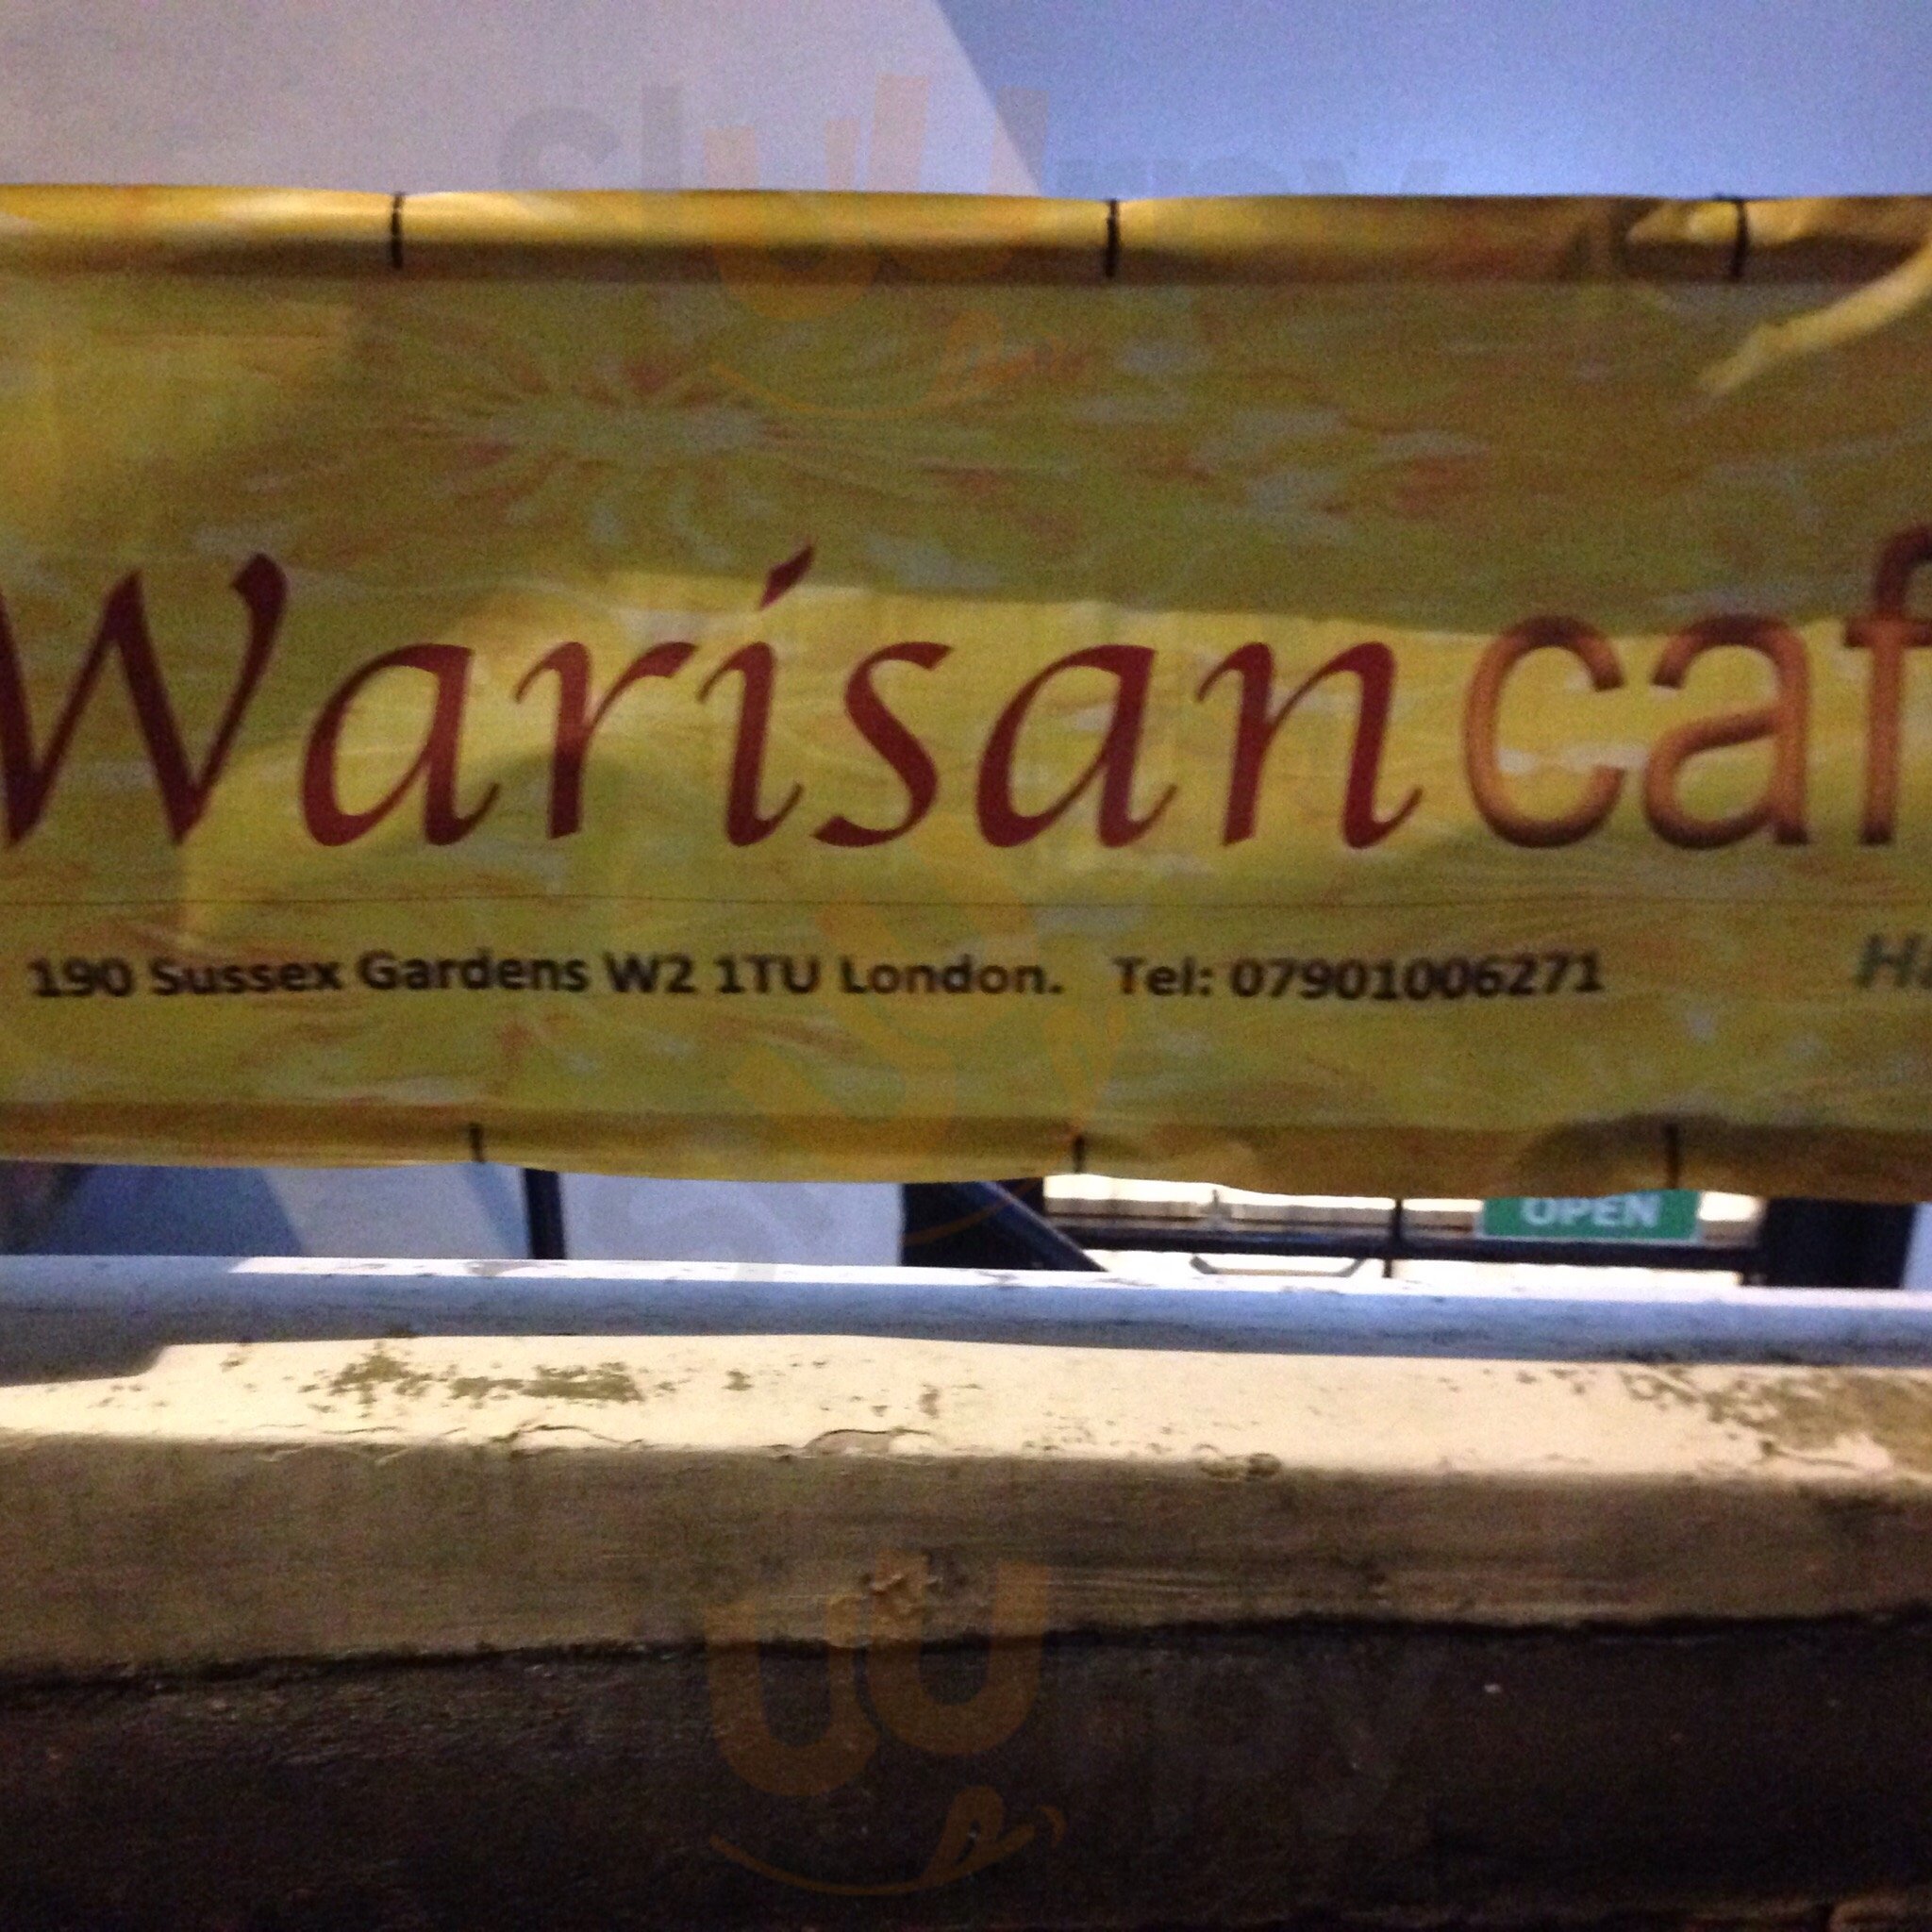 Warisan caf
190 Sussex Gardens W2 1TU London. Tel: 07901006271
OPEN